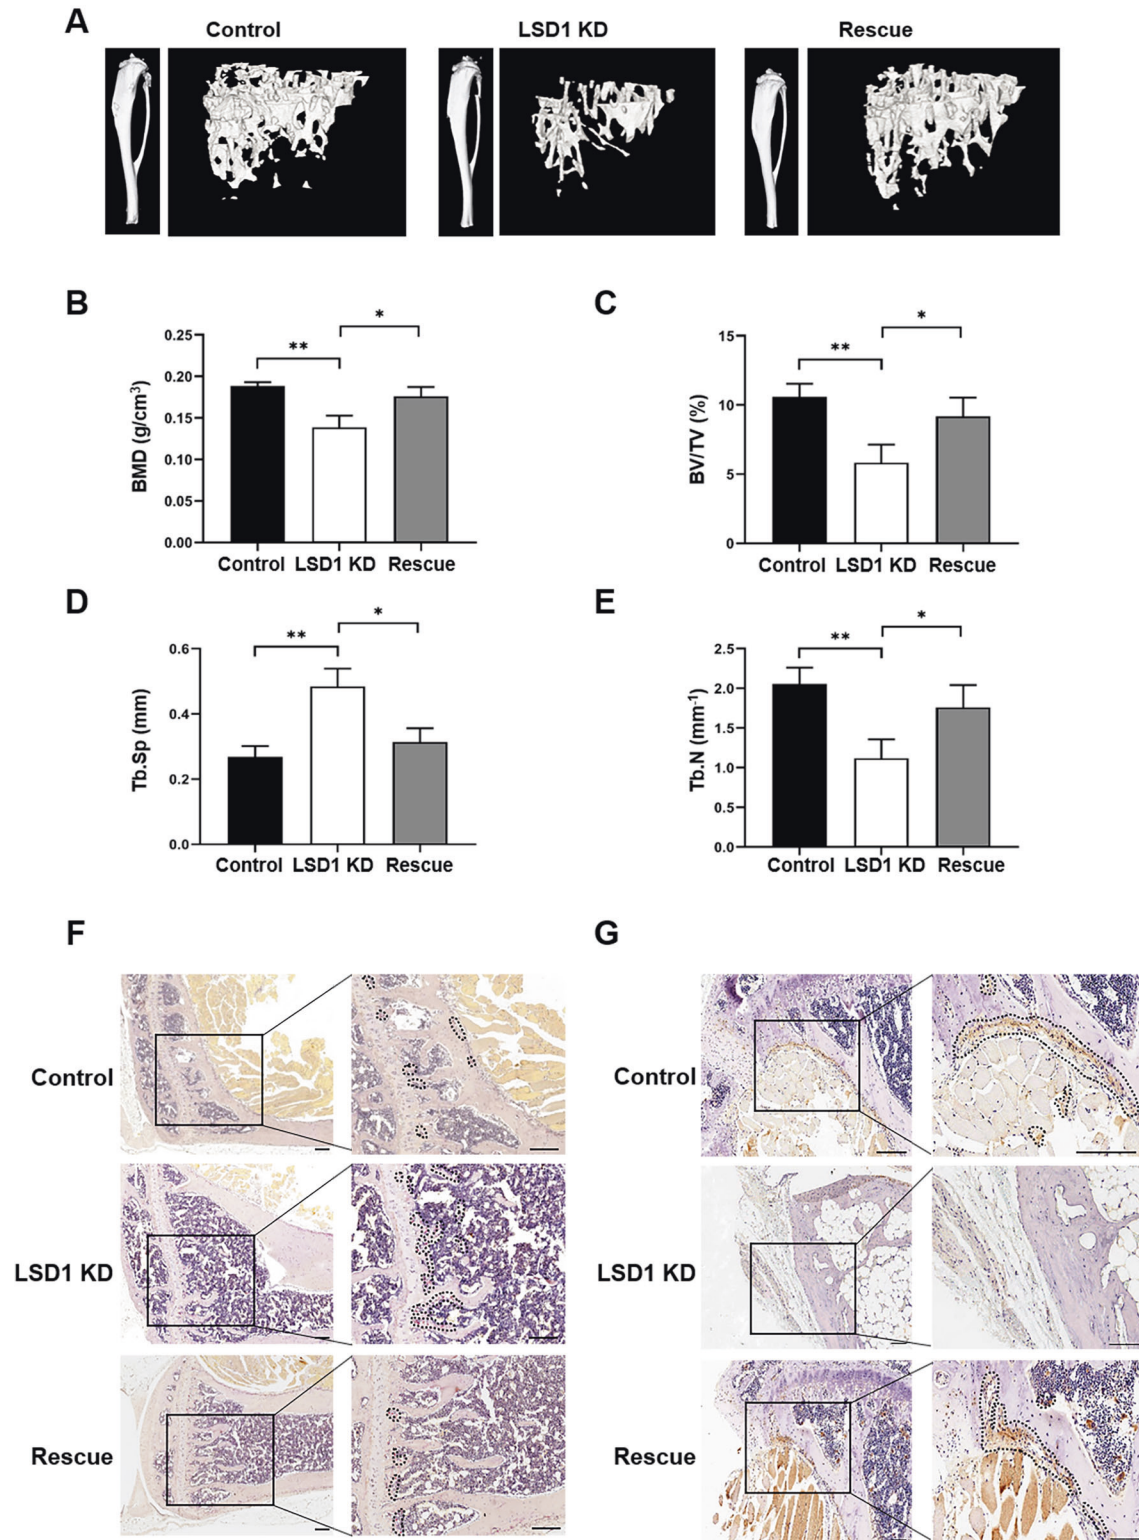 A
Control LSD1 KD Rescue
B
BMD (g/cm³)
0.25
0.20
0.15
0.10
0.05
0.00
**
*
Control LSD1 KD Rescue
C
BV/TV (%)
15
10
5
0
**
*
Control LSD1 KD Rescue
D
Tb.Sp (mm)
0.6
0.4
0.2
0.0
**
*
Control LSD1 KD Rescue
E
Tb.N (mm⁻¹)
2.5
2.0
1.5
1.0
0.5
0.0
**
*
Control LSD1 KD Rescue
F
Control
LSD1 KD
Rescue
G
Control
LSD1 KD
Rescue